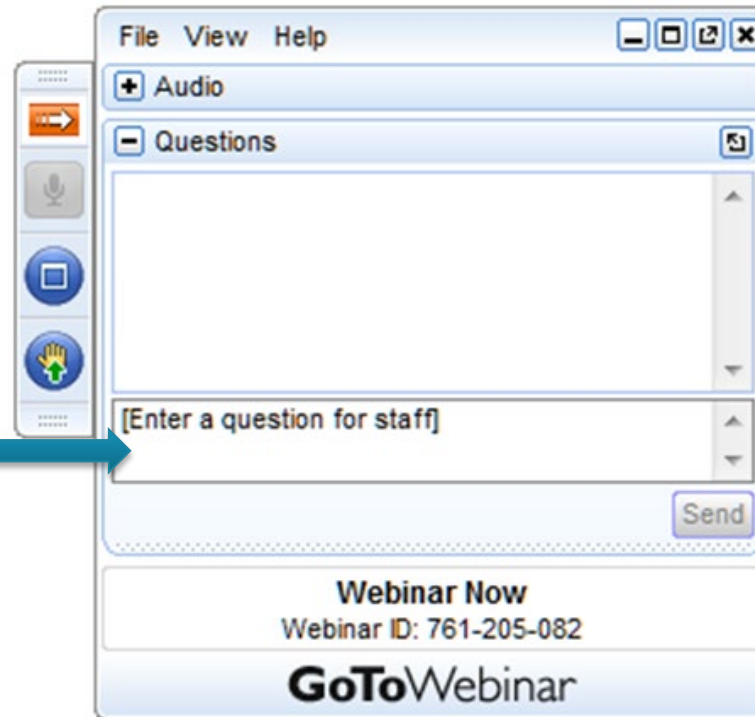 File View Help
Audio
Questions
[Enter a question for staff]
Send
Webinar Now
Webinar ID: 761-205-082
GoToWebinar